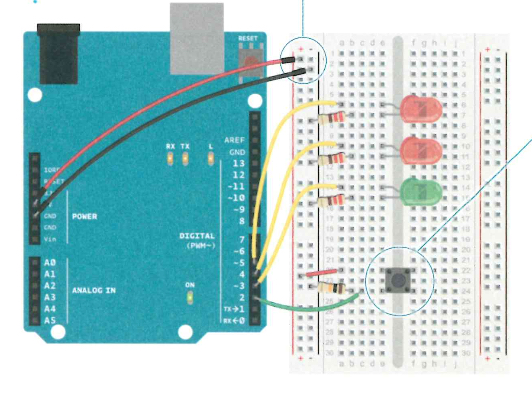 RESET
+ -
a b c d e
f g h i j
+ -
AREF
GND
13
12
~11
~10
~9
8
RX TX L
IOREF
RESET
GND
GND
Vin
POWER
DIGITAL
(PWM~)
7
~6
~5
4
~3
2
TX→1
RX←0
A0
A1
A2
A3
A4
A5
ANALOG IN
ON
a b c d e
f g h i j
+ -
+ -